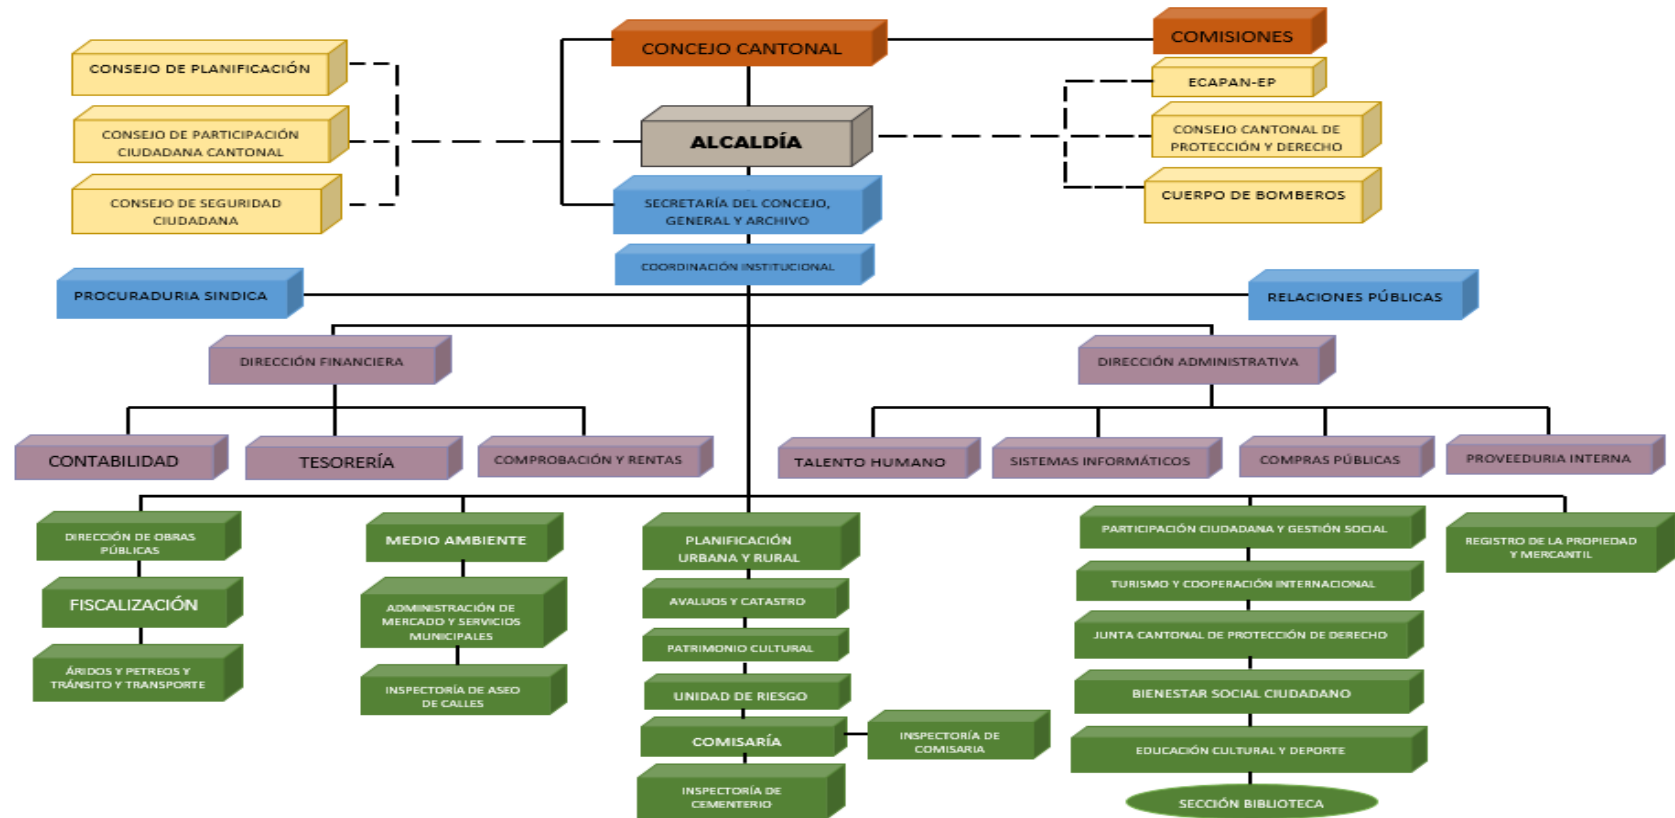 CONCEJO CANTONAL
COMISIONES
CONSEJO DE PLANIFICACIÓN
ECAPAN-EP
CONSEJO DE PARTICIPACIÓN
CIUDADANA CANTONAL
ALCALDÍA
CONSEJO CANTONAL DE
PROTECCIÓN Y DERECHO
CONSEJO DE SEGURIDAD
CIUDADANA
SECRETARÍA DEL CONCEJO,
GENERAL Y ARCHIVO
CUERPO DE BOMBEROS
COORDINACIÓN INSTITUCIONAL
PROCURADURIA SINDICA
RELACIONES PÚBLICAS
DIRECCIÓN FINANCIERA
DIRECCIÓN ADMINISTRATIVA
CONTABILIDAD
TESORERÍA
COMPROBACIÓN Y RENTAS
TALENTO HUMANO
SISTEMAS INFORMÁTICOS
COMPRAS PÚBLICAS
PROVEEDURIA INTERNA
DIRECCIÓN DE OBRAS
PÚBLICAS
FISCALIZACIÓN
ÁRIDOS Y PETREOS Y
TRÁNSITO Y TRANSPORTE
MEDIO AMBIENTE
ADMINISTRACIÓN DE
MERCADO Y SERVICIOS
MUNICIPALES
INSPECTORÍA DE ASEO
DE CALLES
PLANIFICACIÓN
URBANA Y RURAL
AVALUOS Y CATASTRO
PATRIMONIO CULTURAL
UNIDAD DE RIESGO
COMISARÍA
INSPECTORÍA DE
COMISARIA
INSPECTORÍA DE
CEMENTERIO
PARTICIPACIÓN CIUDADANA Y GESTIÓN SOCIAL
TURISMO Y COOPERACIÓN INTERNACIONAL
JUNTA CANTONAL DE PROTECCIÓN DE DERECHO
BIENESTAR SOCIAL CIUDADANO
EDUCACIÓN CULTURAL Y DEPORTE
SECCIÓN BIBLIOTECA
REGISTRO DE LA PROPIEDAD
Y MERCANTIL